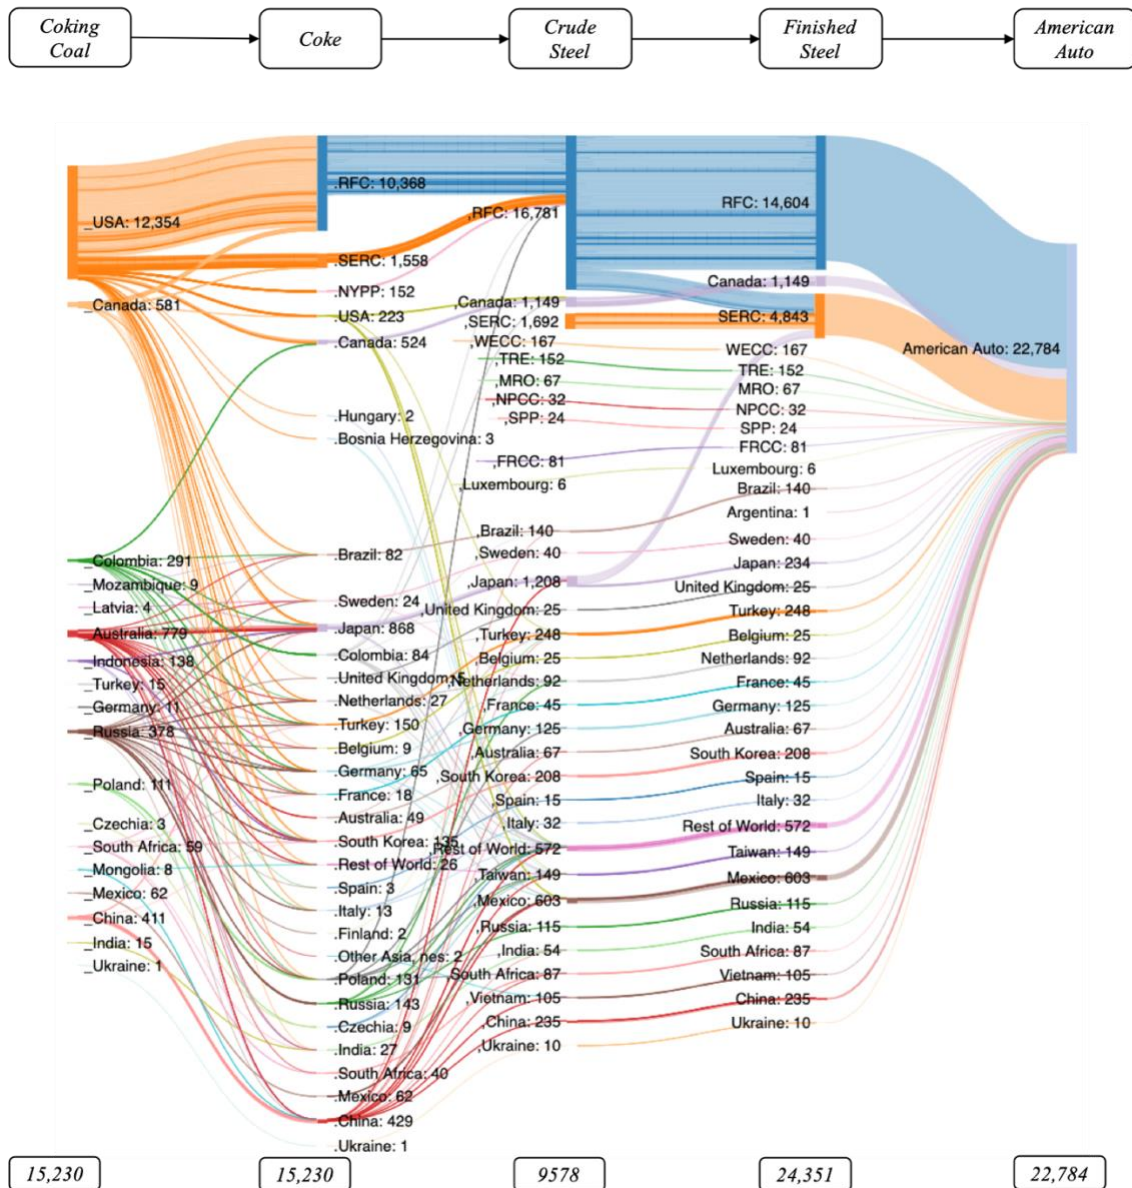 Coking
Coal
Coke
Crude
Steel
Finished
Steel
American
Auto
_USA: 12,354
_Canada: 581
_Colombia: 291
_Mozambique: 9
_Latvia: 4
_Australia: 779
_Indonesia: 138
_Turkey: 15
_Germany: 11
_Russia: 378
_Poland: 111
_Czechia: 3
_South Africa: 59
_Mongolia: 8
_Mexico: 62
_China: 411
_India: 15
_Ukraine: 1
.RFC: 10,368
.SERC: 1,558
.NYPP: 152
.USA: 223
.Canada: 524
.Hungary: 2
.Bosnia Herzegovina: 3
.Brazil: 82
.Sweden: 24
.Japan: 868
.Colombia: 84
.United Kingdom: 5
.Netherlands: 27
.Turkey: 150
.Belgium: 9
.Germany: 65
.France: 18
.Australia: 49
.South Korea: 135
.Rest of World: 26
.Spain: 3
.Italy: 13
.Finland: 2
.Other Asia, nes: 2
.Poland: 131
.Russia: 143
.Czechia: 9
.India: 27
.South Africa: 40
.Mexico: 62
.China: 429
.Ukraine: 1
,RFC: 16,781
,Canada: 1,149
,SERC: 1,692
,WECC: 167
,TRE: 152
,MRO: 67
,NPCC: 32
,SPP: 24
,FRCC: 81
,Luxembourg: 6
,Brazil: 140
,Sweden: 40
,Japan: 1,208
,United Kingdom: 25
,Turkey: 248
,Belgium: 25
,Netherlands: 92
,France: 45
,Germany: 125
,Australia: 67
,South Korea: 208
,Spain: 15
,Italy: 32
,Rest of World: 572
,Taiwan: 149
,Mexico: 603
,Russia: 115
,India: 54
,South Africa: 87
,Vietnam: 105
,China: 235
,Ukraine: 10
RFC: 14,604
Canada: 1,149
SERC: 4,843
WECC: 167
TRE: 152
MRO: 67
NPCC: 32
SPP: 24
FRCC: 81
Luxembourg: 6
Brazil: 140
Argentina: 1
Sweden: 40
Japan: 234
United Kingdom: 25
Turkey: 248
Belgium: 25
Netherlands: 92
France: 45
Germany: 125
Australia: 67
South Korea: 208
Spain: 15
Italy: 32
Rest of World: 572
Taiwan: 149
Mexico: 603
Russia: 115
India: 54
South Africa: 87
Vietnam: 105
China: 235
Ukraine: 10
American Auto: 22,784
15,230
15,230
9578
24,351
22,784